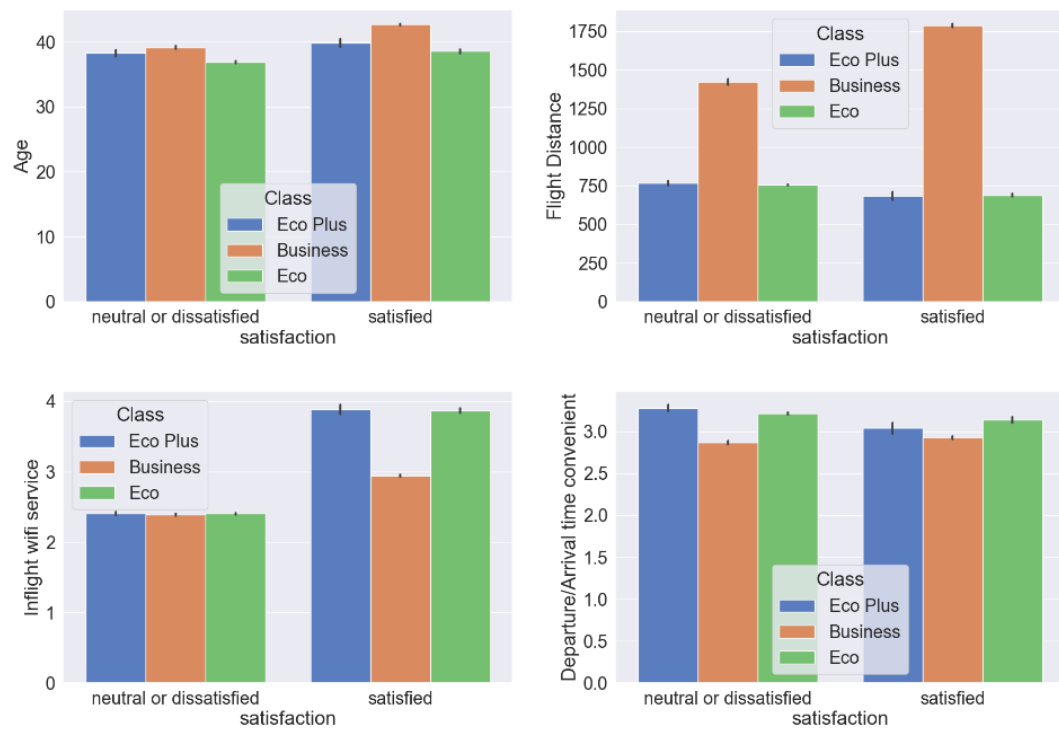 Age
40
30
20
10
0
Class
Eco Plus
Business
Eco
neutral or dissatisfied
satisfied
satisfaction
Flight Distance
1750
1500
1250
1000
750
500
250
0
Class
Eco Plus
Business
Eco
neutral or dissatisfied
satisfied
satisfaction
Inflight wifi service
4
3
2
1
0
Class
Eco Plus
Business
Eco
neutral or dissatisfied
satisfied
satisfaction
Departure/Arrival time convenient
3.0
2.5
2.0
1.5
1.0
0.5
0.0
Class
Eco Plus
Business
Eco
neutral or dissatisfied
satisfied
satisfaction